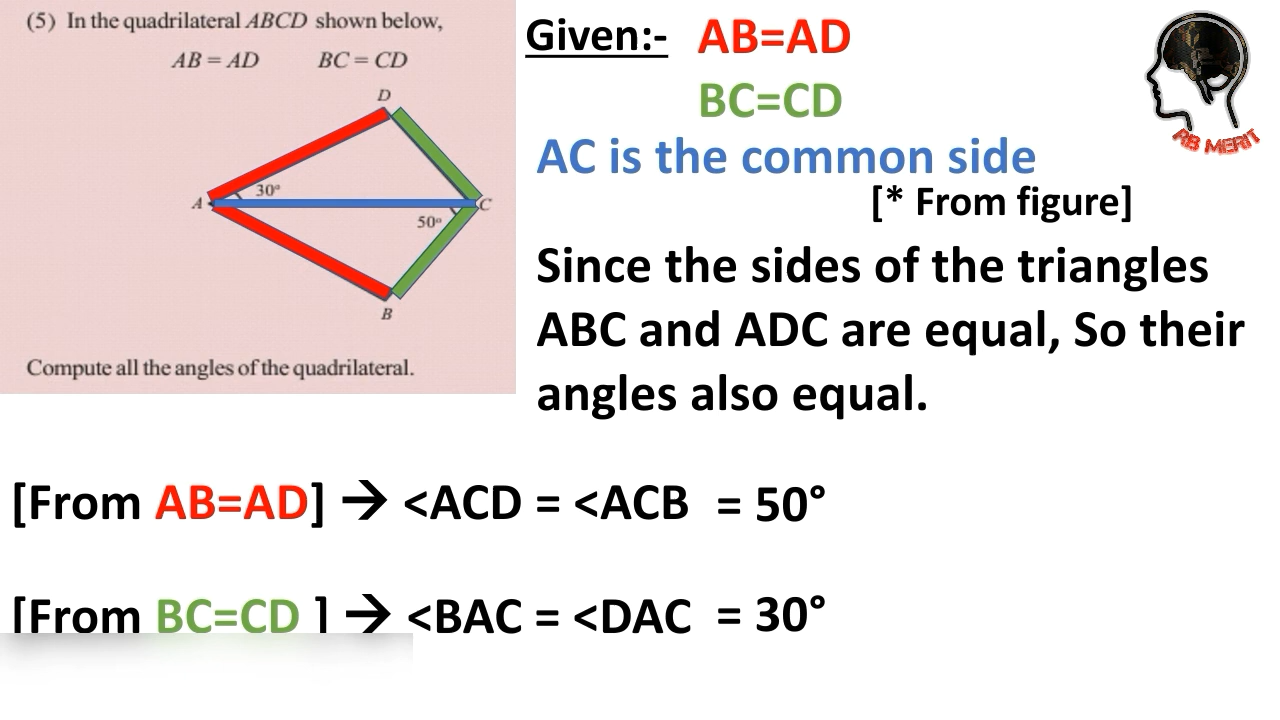 (5) In the quadrilateral ABCD shown below,
AB = AD BC = CD
D
30°
A
C
50°
B
Compute all the angles of the quadrilateral.
Given:- AB=AD
BC=CD
AC is the common side
[* From figure]
Since the sides of the triangles
ABC and ADC are equal, So their
angles also equal.
[From AB=AD] → <ACD = <ACB = 50°
[From BC=CD ] → <BAC = <DAC = 30°
RB MERIT